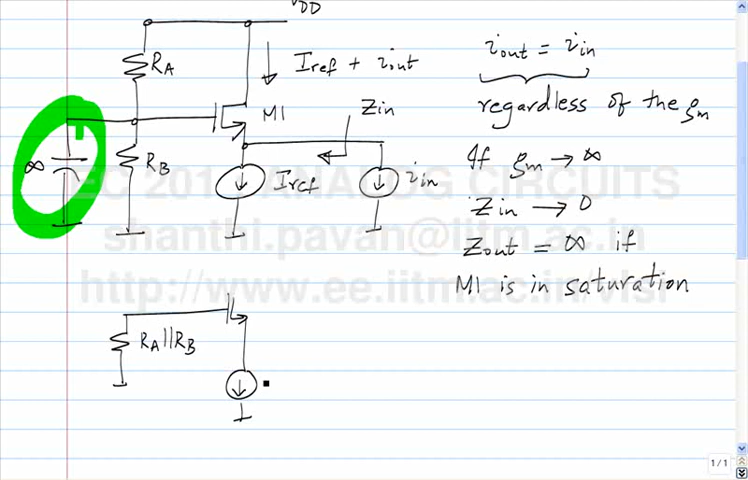 VDD
RA
Iref + iout
M1
Zin
∞
RB
Iref
iin
iout = iin
regardless of the gm
If gm → ∞
Zin → 0
Zout = ∞ if
M1 is in saturation
EC 201 ANALOG CIRCUITS
shanthi.pavan@iitm.ac.in
http://www.ee.iitm.ac.in/vlsi
RA||RB
1/1